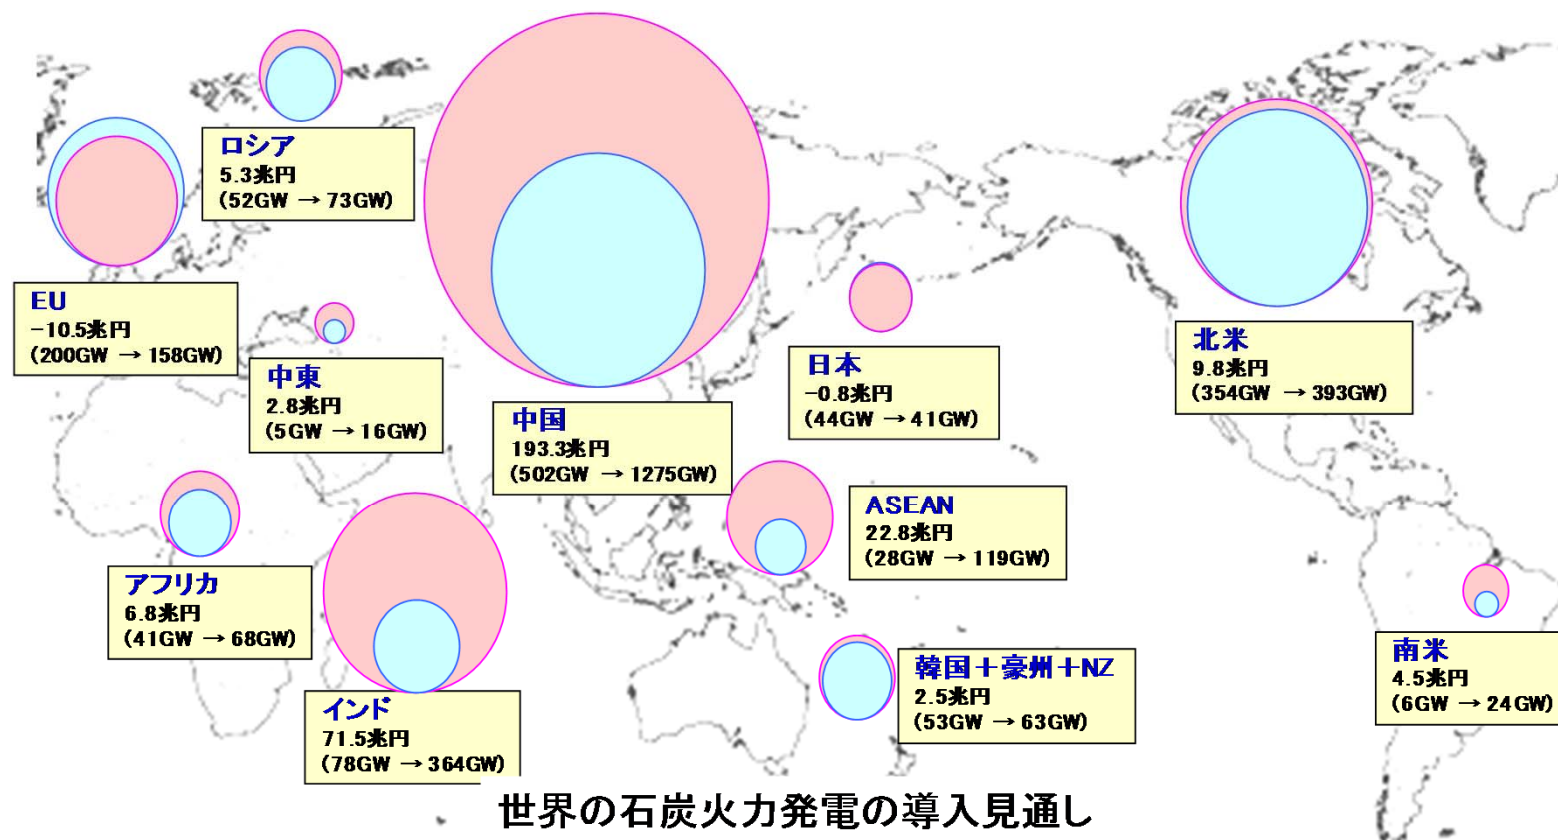 ロシア
5.3兆円
(52GW → 73GW)
EU
-10.5兆円
(200GW → 158GW)
中東
2.8兆円
(5GW → 16GW)
中国
193.3兆円
(502GW → 1275GW)
日本
-0.8兆円
(44GW → 41GW)
北米
9.8兆円
(354GW → 393GW)
アフリカ
6.8兆円
(41GW → 68GW)
インド
71.5兆円
(78GW → 364GW)
ASEAN
22.8兆円
(28GW → 119GW)
韓国+豪州+NZ
2.5兆円
(53GW → 63GW)
南米
4.5兆円
(6GW → 24GW)
世界の石炭火力発電の導入見通し